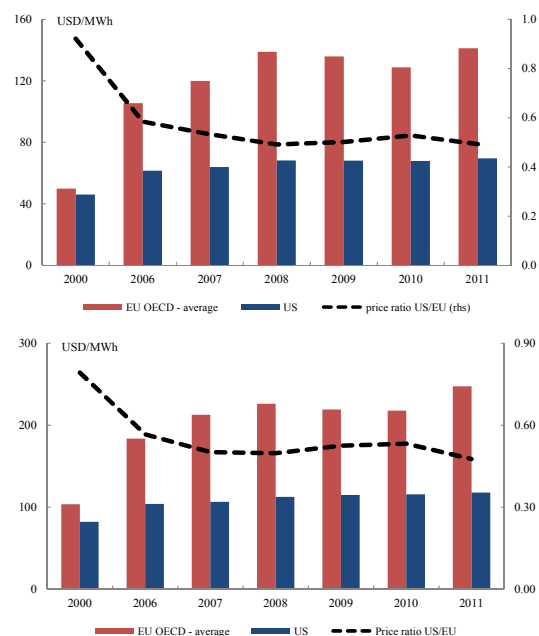 USD/MWh
160 1.0
120 0.8
80 0.6
40 0.4
0 0.2
0.0
2000 2006 2007 2008 2009 2010 2011
EU OECD - average US price ratio US/EU (rhs)
USD/MWh
300 0.90
200 0.60
100 0.30
0 0.00
2000 2006 2007 2008 2009 2010 2011
EU OECD - average US Price ratio US/EU